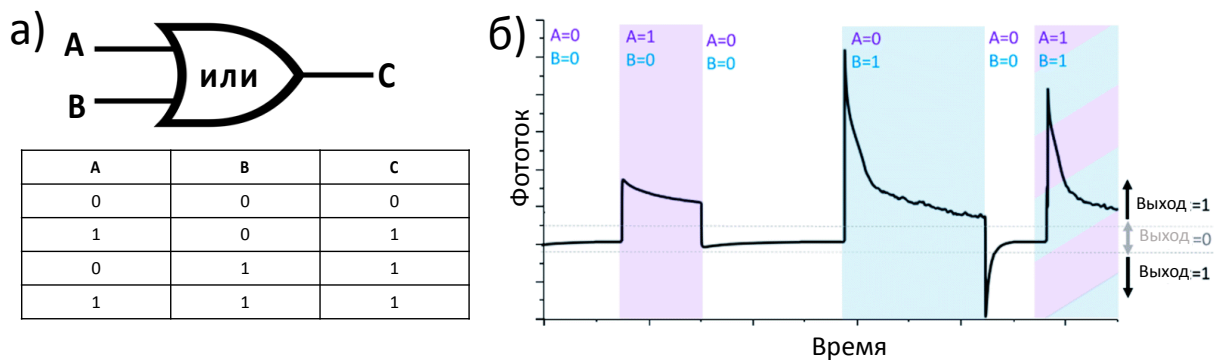 а)
A
B
или
C
A B C
0 0 0
1 0 1
0 1 1
1 1 1
б)
Фототок
A=0 A=1 A=0 A=0 A=0 A=1
B=0 B=0 B=0 B=1 B=0 B=1
Выход:=1
Выход:=0
Выход:=1
Время